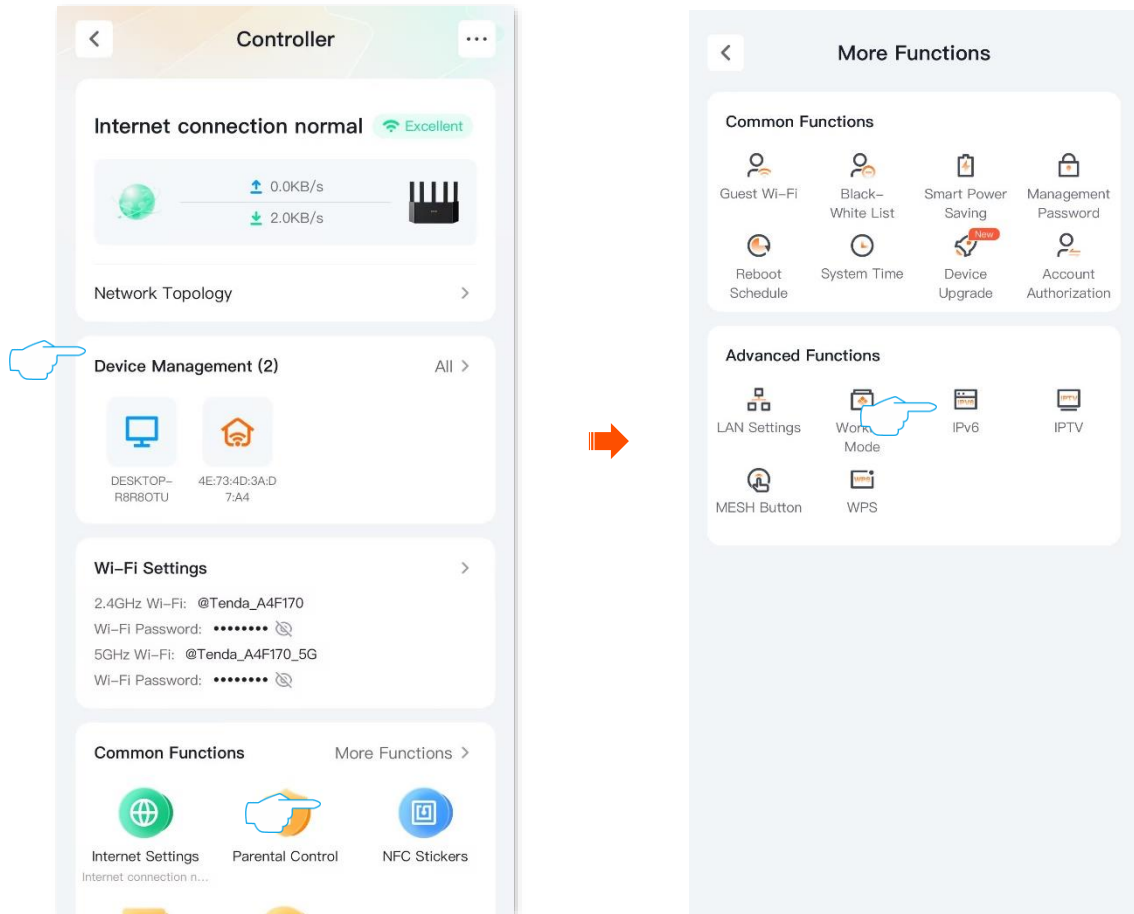 Controller
Internet connection normal
Excellent
0.0KB/s
2.0KB/s
Network Topology
Device Management (2)
All
DESKTOP-
R8R8OTU
4E:73:4D:3A:D
7:A4
Wi-Fi Settings
2.4GHz Wi-Fi: @Tenda_A4F170
Wi-Fi Password: ••••••••
5GHz Wi-Fi: @Tenda_A4F170_5G
Wi-Fi Password: ••••••••
Common Functions
More Functions
Internet Settings
Internet connection n...
Parental Control
NFC Stickers
More Functions
Common Functions
Guest Wi-Fi
Black-
White List
Smart Power
Saving
Management
Password
Reboot
Schedule
System Time
New
Device
Upgrade
Account
Authorization
Advanced Functions
LAN Settings
Mode
IPV6
IPv6
IPTV
IPTV
MESH Button
WPS
WPS